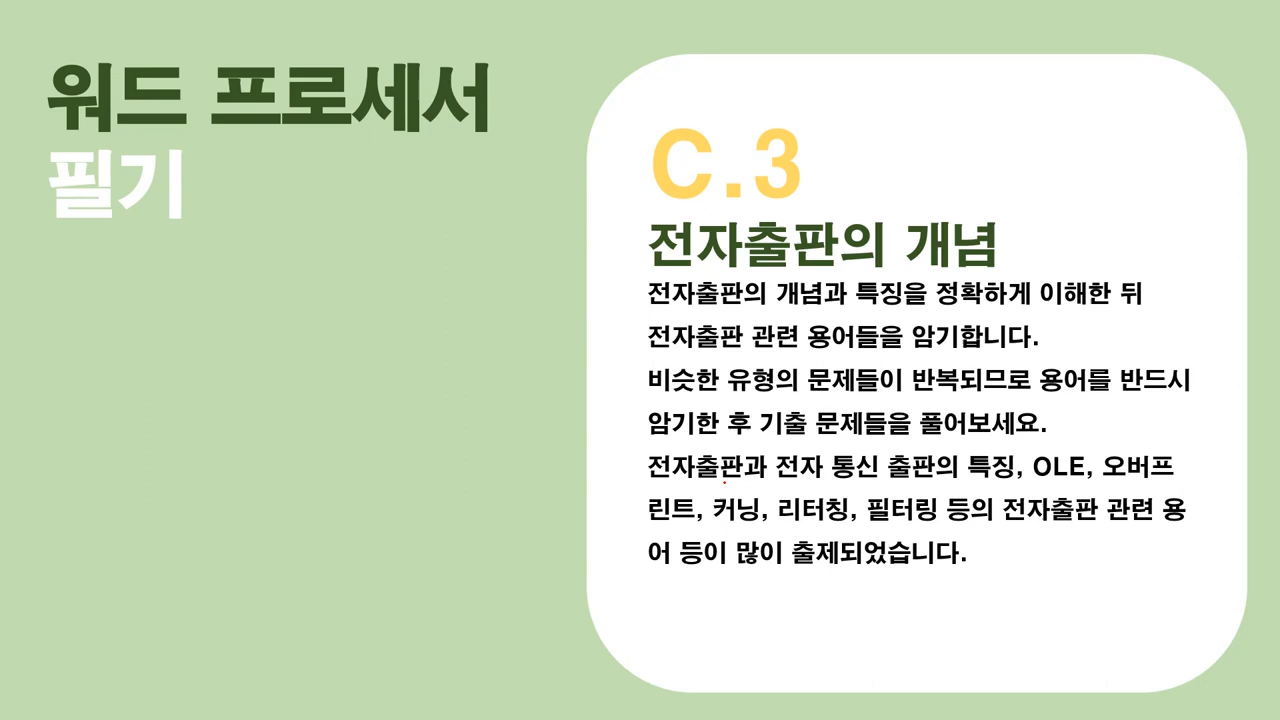 워드 프로세서
필기
C.3
전자출판의 개념
전자출판의 개념과 특징을 정확하게 이해한 뒤
전자출판 관련 용어들을 암기합니다.
비슷한 유형의 문제들이 반복되므로 용어를 반드시
암기한 후 기출 문제들을 풀어보세요.
전자출판과 전자 통신 출판의 특징, OLE, 오버프
린트, 커닝, 리터칭, 필터링 등의 전자출판 관련 용
어 등이 많이 출제되었습니다.